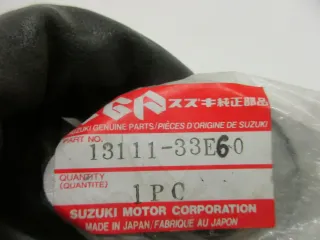 SGP スズキ純正部品
SUZUKI GENUINE PARTS/PIÈCES D'ORIGINE DE SUZUKI
PART NO.
13111-33E60
QUANTITY
(QUANTITÉ)
1PC
SUZUKI MOTOR CORPORATION
MADE IN JAPAN/FABRIQUÉ AU JAPON